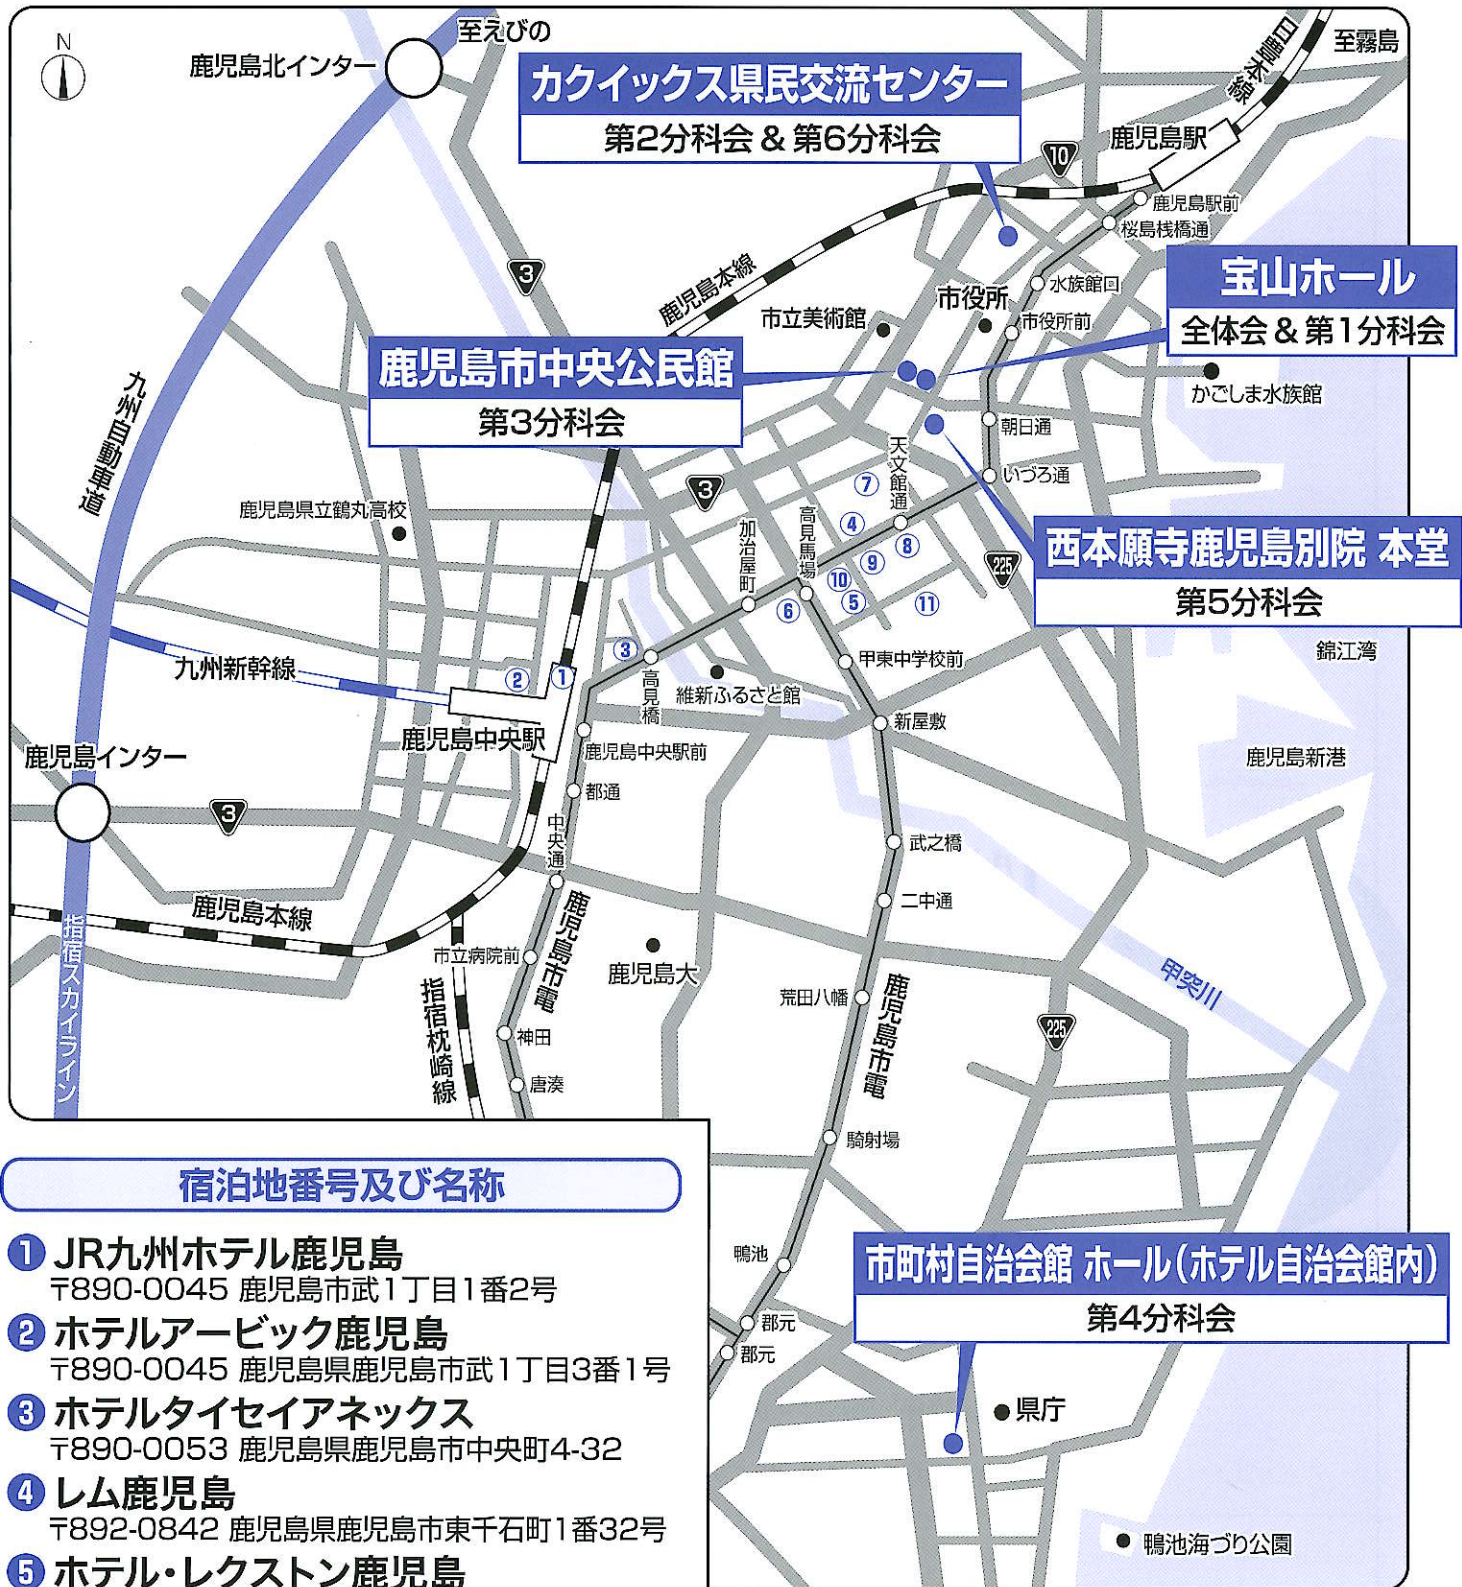 N
鹿児島北インター
至えびの
カクイックス県民交流センター
第2分科会 & 第6分科会
日豊本線
至霧島
鹿児島駅
10
鹿児島駅前
桜島桟橋通
水族館口
市役所
市役所前
市立美術館
宝山ホール
全体会 & 第1分科会
かごしま水族館
鹿児島本線
3
鹿児島市中央公民館
第3分科会
九州自動車道
朝日通
いづろ通
天文館通
⑦
④
⑧
⑨
⑩
⑤
⑥
⑪
3
鹿児島県立鶴丸高校
加治屋町
高見馬場
225
西本願寺鹿児島別院 本堂
第5分科会
錦江湾
九州新幹線
②
①
③
高見橋
維新ふるさと館
甲東中学校前
新屋敷
鹿児島中央駅
鹿児島中央駅前
鹿児島新港
鹿児島インター
3
都通
中央通
武之橋
二中通
鹿児島本線
鹿児島市電
市立病院前
鹿児島大
指宿スカイライン
指宿枕崎線
神田
唐湊
荒田八幡
鹿児島市電
甲突川
225
騎射場
鴨池
郡元
郡元
市町村自治会館 ホール(ホテル自治会館内)
第4分科会
県庁
鴨池海づり公園
宿泊地番号及び名称
1 JR九州ホテル鹿児島
〒890-0045 鹿児島市武1丁目1番2号
2 ホテルアービック鹿児島
〒890-0045 鹿児島県鹿児島市武1丁目3番1号
3 ホテルタイセイアネックス
〒890-0053 鹿児島県鹿児島市中央町4-32
4 レム鹿児島
〒892-0842 鹿児島県鹿児島市東千石町1番32号
5 ホテル・レクストン鹿児島